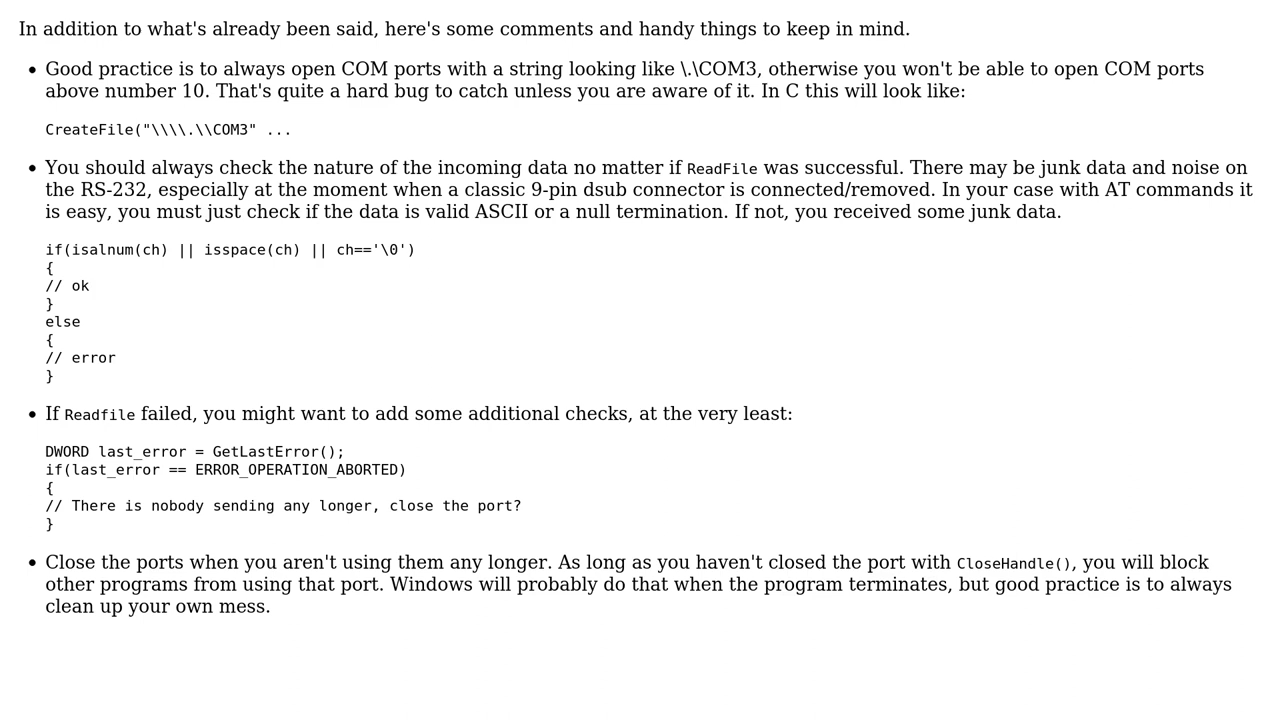 In addition to what's already been said, here's some comments and handy things to keep in mind.
• Good practice is to always open COM ports with a string looking like \.\COM3, otherwise you won't be able to open COM ports
above number 10. That's quite a hard bug to catch unless you are aware of it. In C this will look like:
CreateFile("\\\\.\\COM3" ...
• You should always check the nature of the incoming data no matter if ReadFile was successful. There may be junk data and noise on
the RS-232, especially at the moment when a classic 9-pin dsub connector is connected/removed. In your case with AT commands it
is easy, you must just check if the data is valid ASCII or a null termination. If not, you received some junk data.
if(isalnum(ch) || isspace(ch) || ch=='\0')
{
// ok
}
else
{
// error
}
• If Readfile failed, you might want to add some additional checks, at the very least:
DWORD last_error = GetLastError();
if(last_error == ERROR_OPERATION_ABORTED)
{
// There is nobody sending any longer, close the port?
}
• Close the ports when you aren't using them any longer. As long as you haven't closed the port with CloseHandle(), you will block
other programs from using that port. Windows will probably do that when the program terminates, but good practice is to always
clean up your own mess.